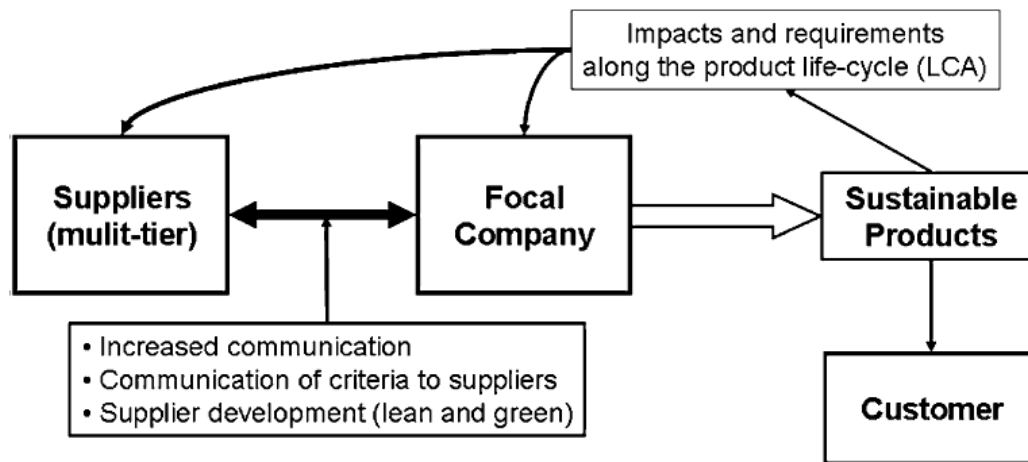 Impacts and requirements
along the product life-cycle (LCA)
Suppliers
(mulit-tier)
Focal
Company
Sustainable
Products
• Increased communication
• Communication of criteria to suppliers
• Supplier development (lean and green)
Customer